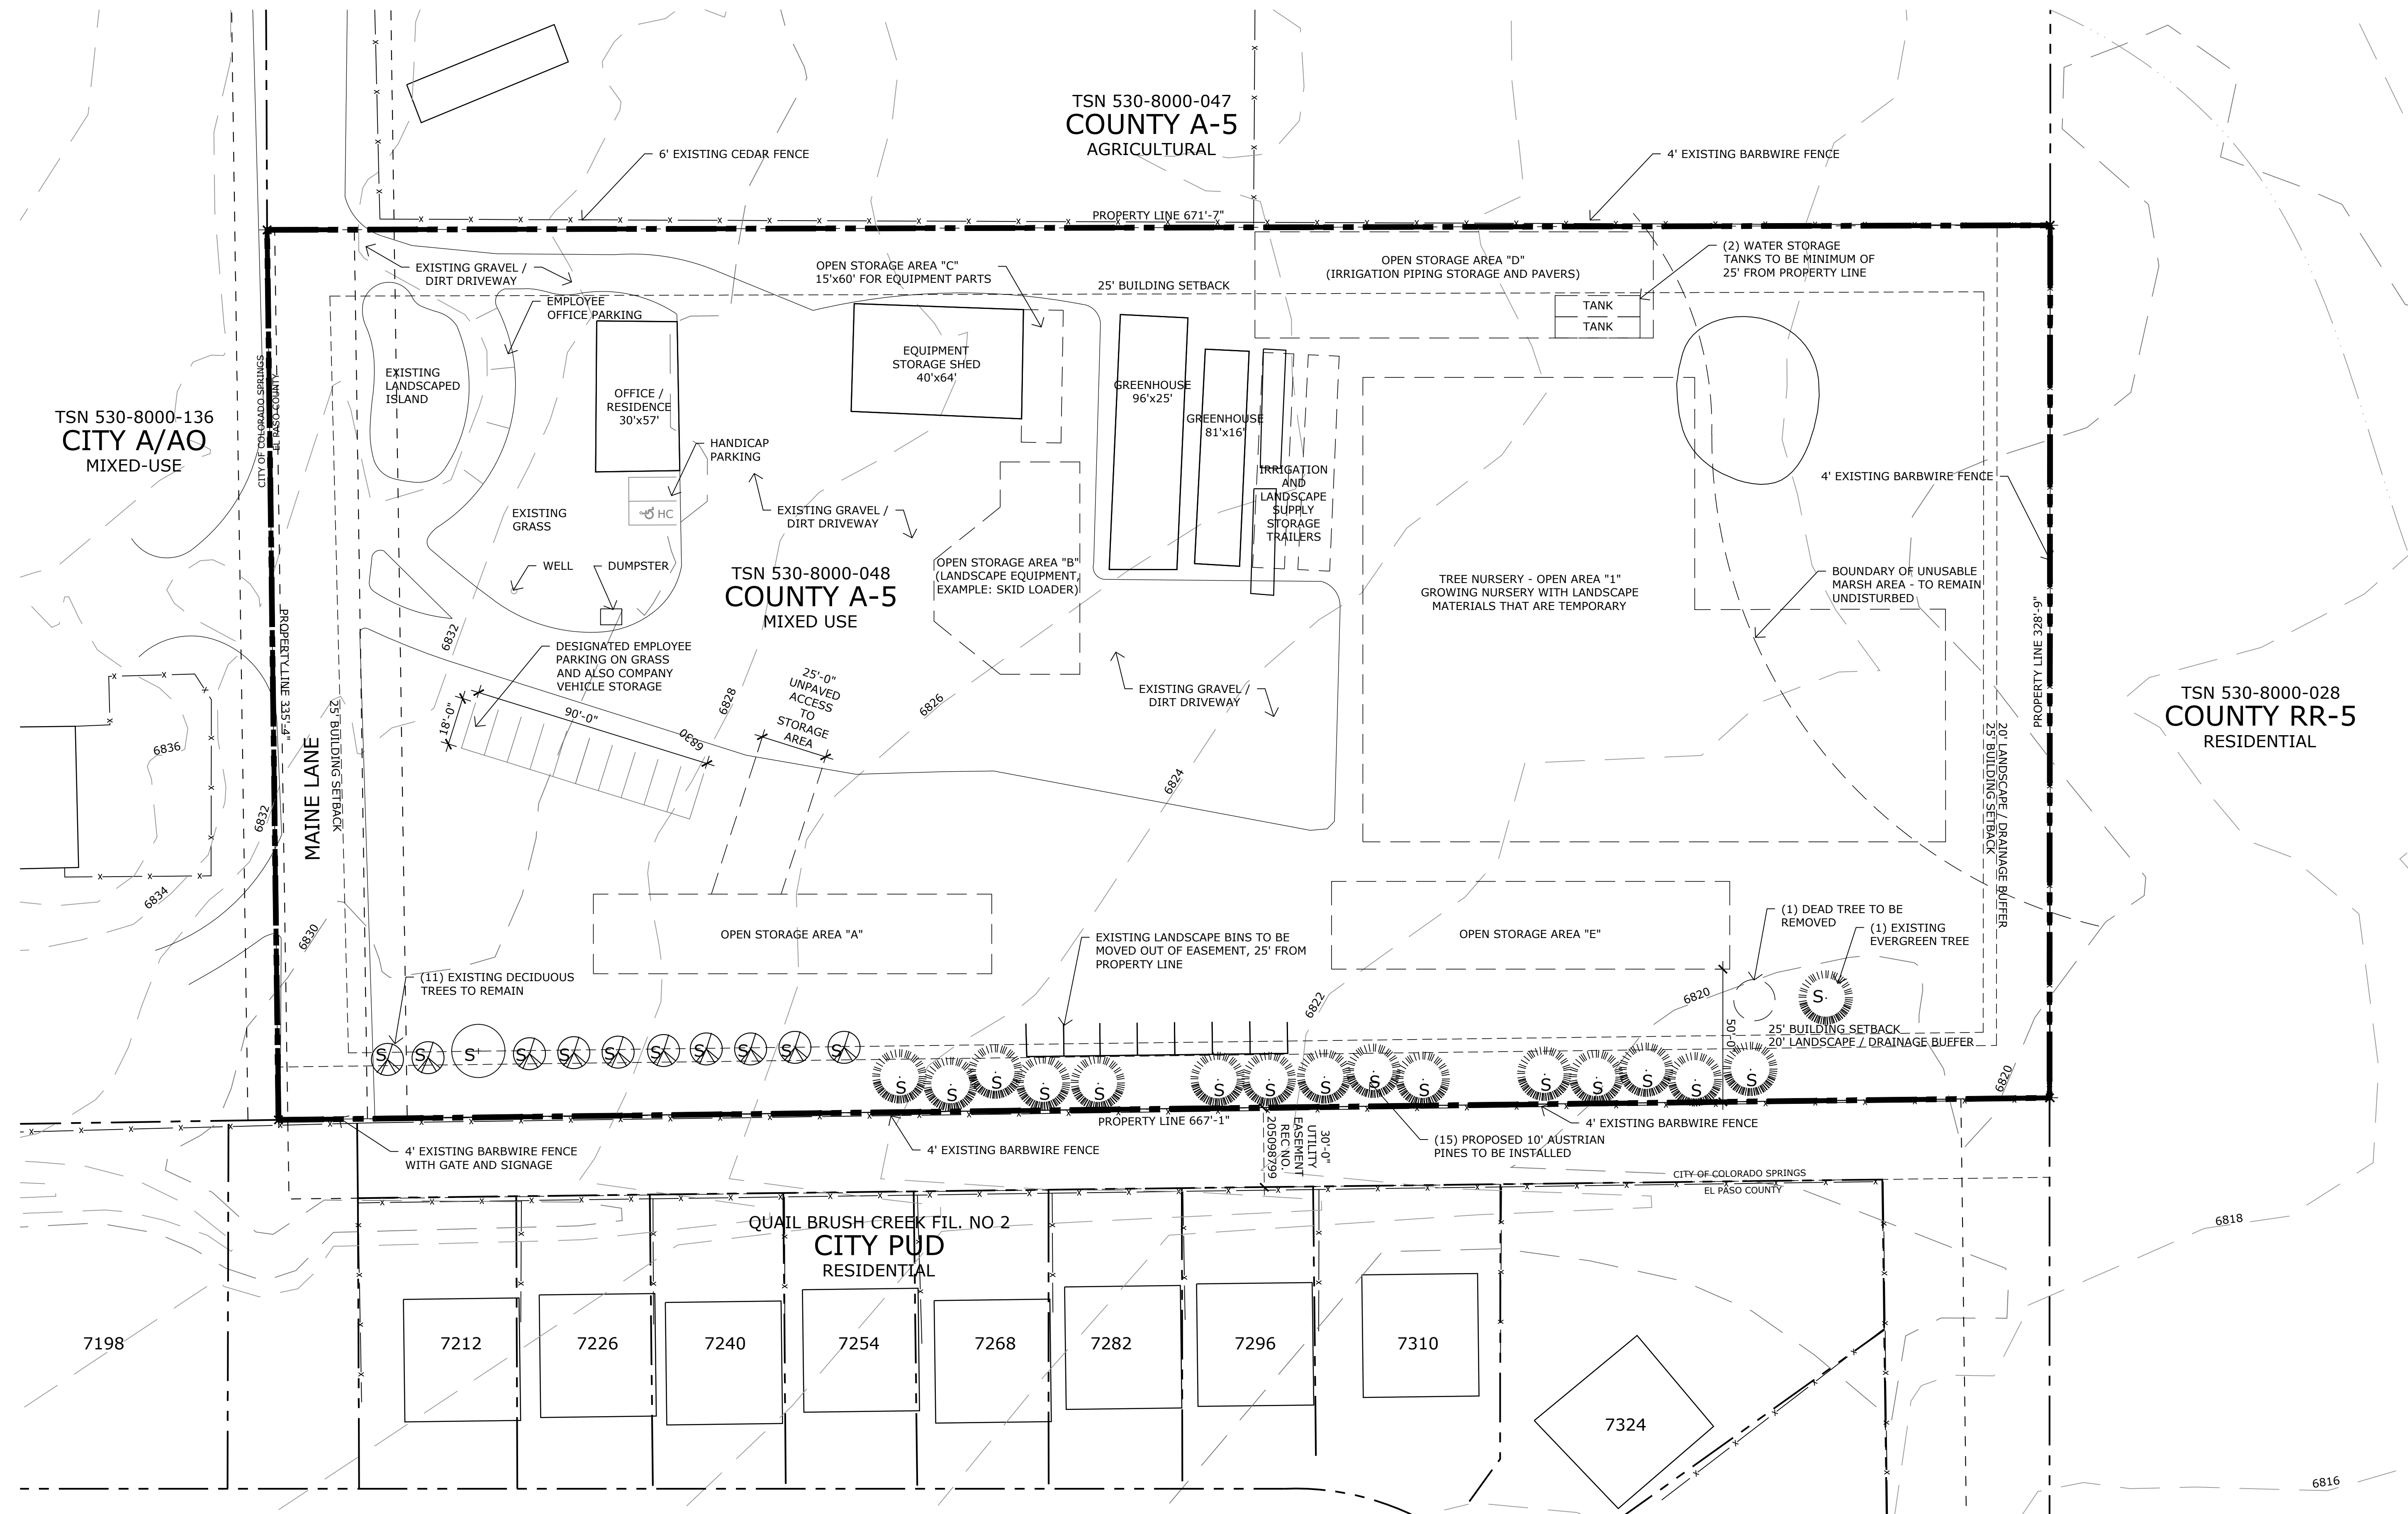 TSN 530-8000-047
COUNTY A-5
AGRICULTURAL
6' EXISTING CEDAR FENCE
4' EXISTING BARBWIRE FENCE
PROPERTY LINE 671'-7"
EXISTING GRAVEL /
DIRT DRIVEWAY
OPEN STORAGE AREA "C"
15'x60' FOR EQUIPMENT PARTS
25' BUILDING SETBACK
OPEN STORAGE AREA "D"
(IRRIGATION PIPING STORAGE AND PAVERS)
(2) WATER STORAGE
TANKS TO BE MINIMUM OF
25' FROM PROPERTY LINE
TANK
TANK
EMPLOYEE
OFFICE PARKING
EXISTING
LANDSCAPED
ISLAND
OFFICE /
RESIDENCE
30'x57'
EQUIPMENT
STORAGE SHED
40'x64'
GREENHOUSE
96'x25'
GREENHOUSE
81'x16'
IRRIGATION
AND
LANDSCAPE
SUPPLY
STORAGE
TRAILERS
CITY OF COLORADO SPRINGS
EL PASO COUNTY
TSN 530-8000-136
CITY A/AO
MIXED-USE
HANDICAP
PARKING
HC
EXISTING
GRASS
EXISTING GRAVEL /
DIRT DRIVEWAY
4' EXISTING BARBWIRE FENCE
WELL
DUMPSTER
TSN 530-8000-048
COUNTY A-5
MIXED USE
OPEN STORAGE AREA "B"
(LANDSCAPE EQUIPMENT,
EXAMPLE: SKID LOADER)
TREE NURSERY - OPEN AREA "1"
GROWING NURSERY WITH LANDSCAPE
MATERIALS THAT ARE TEMPORARY
BOUNDARY OF UNUSABLE
MARSH AREA - TO REMAIN
UNDISTURBED
PROPERTY LINE 328'-9"
PROPERTY LINE 335'-4"
6832
DESIGNATED EMPLOYEE
PARKING ON GRASS
AND ALSO COMPANY
VEHICLE STORAGE
18'-0"
90'-0"
6830
6828
25'-0"
UNPAVED
ACCESS
TO
STORAGE
AREA
6826
6824
EXISTING GRAVEL /
DIRT DRIVEWAY
TSN 530-8000-028
COUNTY RR-5
RESIDENTIAL
20' LANDSCAPE / DRAINAGE BUFFER
25' BUILDING SETBACK
6836
6832
6834
6830
MAINE LANE
25' BUILDING SETBACK
OPEN STORAGE AREA "A"
OPEN STORAGE AREA "E"
EXISTING LANDSCAPE BINS TO BE
MOVED OUT OF EASEMENT, 25' FROM
PROPERTY LINE
(1) DEAD TREE TO BE
REMOVED
(1) EXISTING
EVERGREEN TREE
(11) EXISTING DECIDUOUS
TREES TO REMAIN
6822
6820
S
50'-0"
25' BUILDING SETBACK
20' LANDSCAPE / DRAINAGE BUFFER
6820
S S S S S S S S S S S
S S S S S S S S S S S S S S S
PROPERTY LINE 667'-1"
4' EXISTING BARBWIRE FENCE
WITH GATE AND SIGNAGE
4' EXISTING BARBWIRE FENCE
30'-0"
UTILITY
EASEMENT
REC NO.
205098799
(15) PROPOSED 10' AUSTRIAN
PINES TO BE INSTALLED
4' EXISTING BARBWIRE FENCE
CITY OF COLORADO SPRINGS
EL PASO COUNTY
QUAIL BRUSH CREEK FIL. NO 2
CITY PUD
RESIDENTIAL
6818
7198
7212
7226
7240
7254
7268
7282
7296
7310
7324
6816